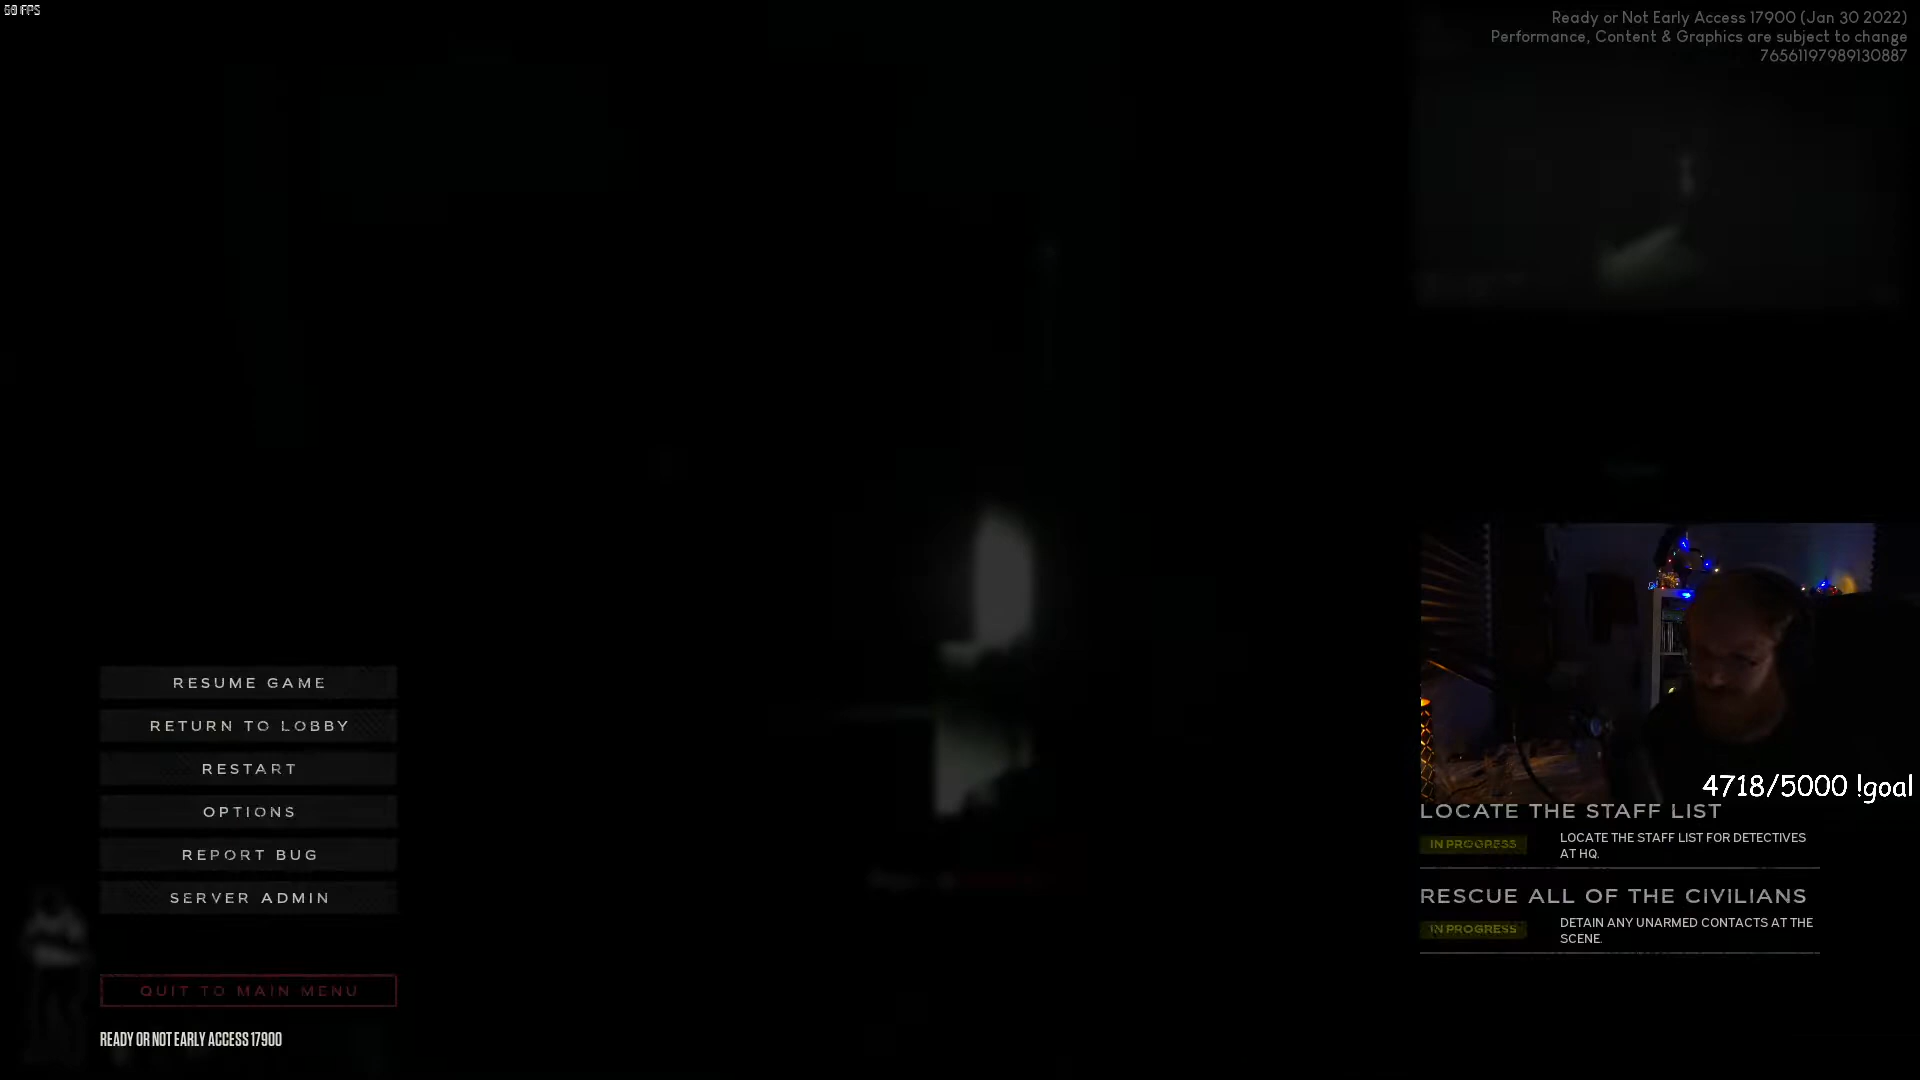 Ready or Not Early Access 17900 (Jan 30 2022)
Performance, Content & Graphics are subject to change
76561197989130887
RESUME GAME
RETURN TO LOBBY
RESTART
OPTIONS
REPORT BUG
SERVER ADMIN
QUIT TO MAIN MENU
READY OR NOT EARLY ACCESS 17900
4718/5000 !goal
LOCATE THE STAFF LIST
IN PROGRESS
LOCATE THE STAFF LIST FOR DETECTIVES
AT HQ.
RESCUE ALL OF THE CIVILIANS
IN PROGRESS
DETAIN ANY UNARMED CONTACTS AT THE
SCENE.